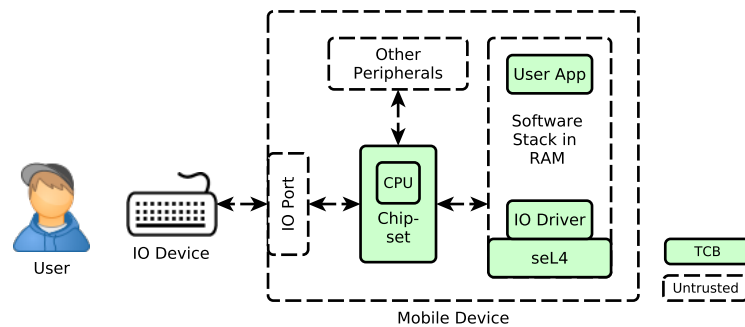 Other
Peripherals
User App
Software
Stack in
RAM
IO Port
CPU
Chip-
set
IO Driver
seL4
User
IO Device
TCB
Untrusted
Mobile Device